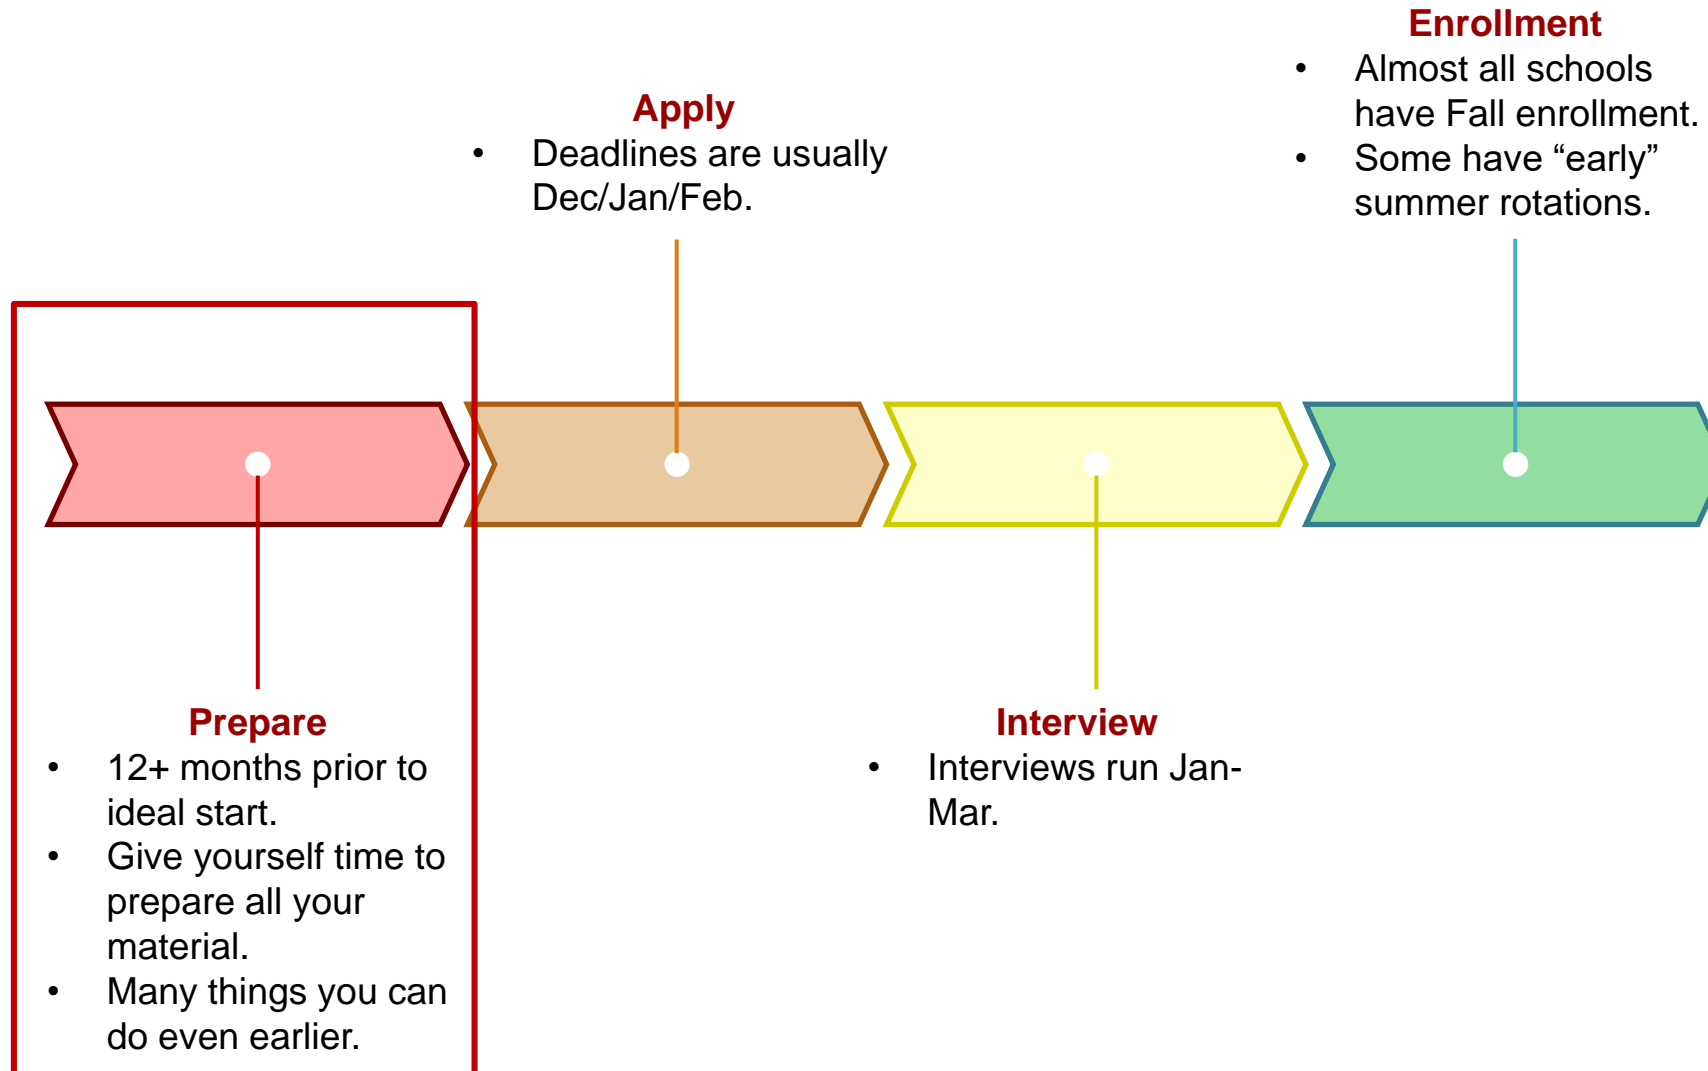 Prepare
• 12+ months prior to
ideal start.
• Give yourself time to
prepare all your
material.
• Many things you can
do even earlier.
Apply
• Deadlines are usually
Dec/Jan/Feb.
Interview
• Interviews run Jan-
Mar.
Enrollment
• Almost all schools
have Fall enrollment.
• Some have “early”
summer rotations.